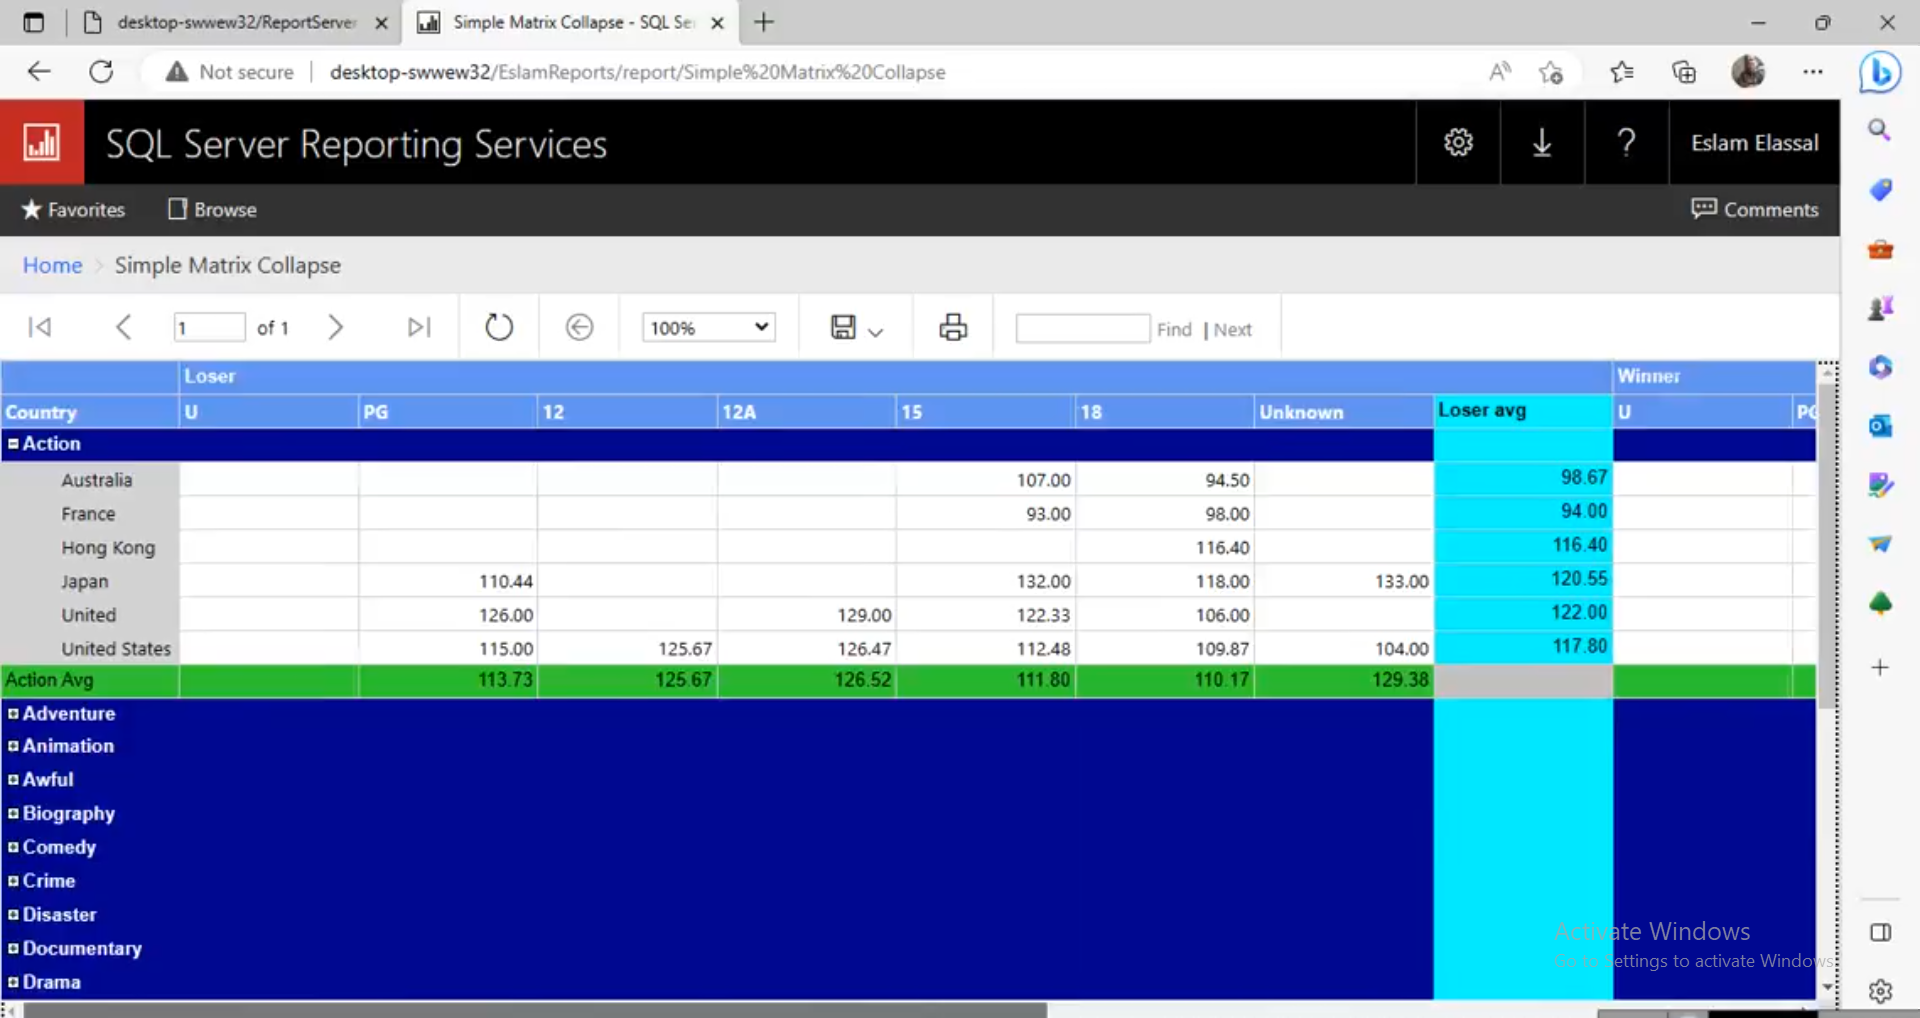 desktop-swwew32/ReportServer
Simple Matrix Collapse - SQL Se
Not secure
desktop-swwew32/EslamReports/report/Simple%20Matrix%20Collapse
SQL Server Reporting Services
Eslam Elassal
Favorites
Browse
Comments
Home > Simple Matrix Collapse
1 of 1
100%
Find | Next
Loser Winner
Country U PG 12 12A 15 18 Unknown Loser avg U PG
Action
Australia 107.00 94.50 98.67
France 93.00 98.00 94.00
Hong Kong 116.40 116.40
Japan 110.44 132.00 118.00 133.00 120.55
United 126.00 129.00 122.33 106.00 122.00
United States 115.00 125.67 126.47 112.48 109.87 104.00 117.80
Action Avg 113.73 125.67 126.52 111.80 110.17 129.38
Adventure
Animation
Awful
Biography
Comedy
Crime
Disaster
Documentary
Drama
Activate Windows
Go to Settings to activate Windows